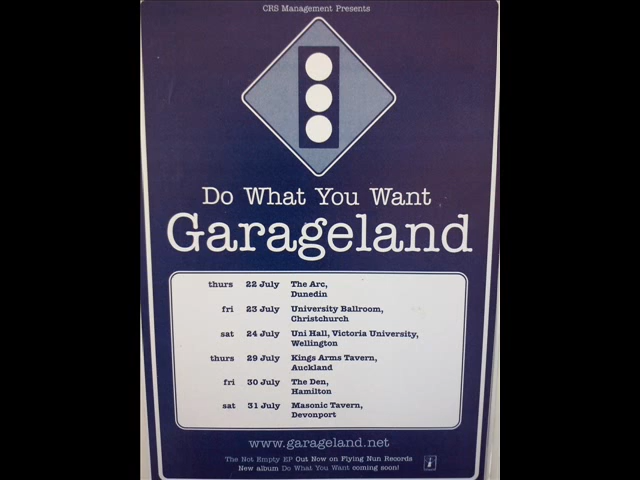 CRS Management Presents
Do What You Want
Garageland
thurs 22 July The Arc,
Dunedin
fri 23 July University Ballroom,
Christchurch
sat 24 July Uni Hall, Victoria University,
Wellington
thurs 29 July Kings Arms Tavern,
Auckland
fri 30 July The Den,
Hamilton
sat 31 July Masonic Tavern,
Devonport
www.garageland.net
The Not Empty EP Out Now on Flying Nun Records
New album Do What You Want coming soon!